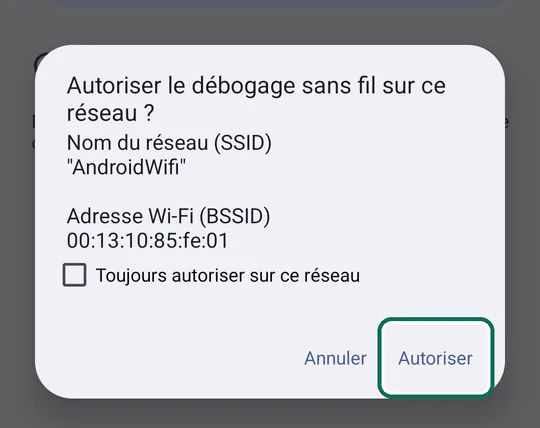 Autoriser le débogage sans fil sur ce
réseau ?
Nom du réseau (SSID)
"AndroidWifi"
Adresse Wi-Fi (BSSID)
00:13:10:85:fe:01
Toujours autoriser sur ce réseau
Annuler Autoriser